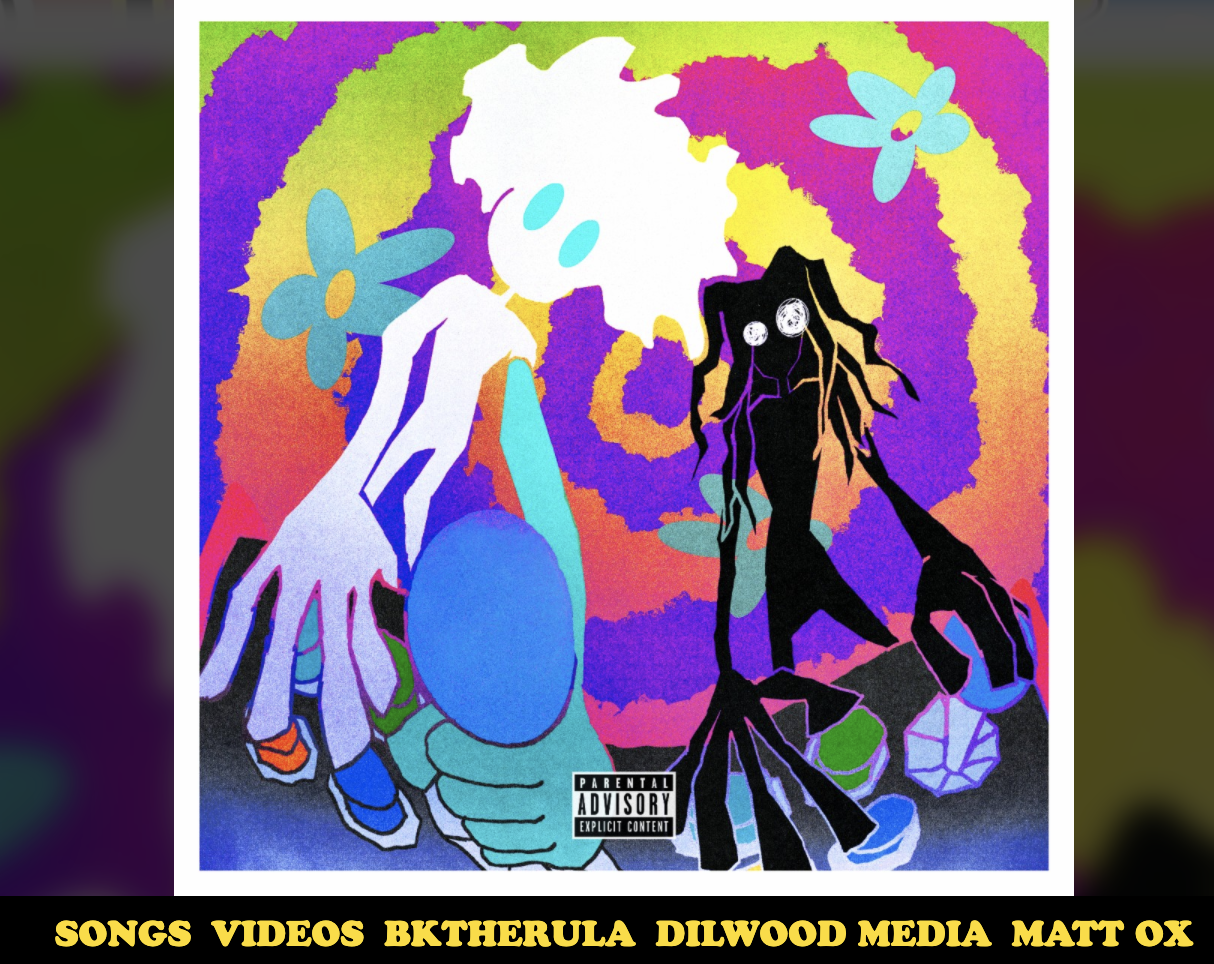 PARENTAL
ADVISORY
EXPLICIT CONTENT
SONGS VIDEOS BKTHERULA DILWOOD MEDIA MATT OX